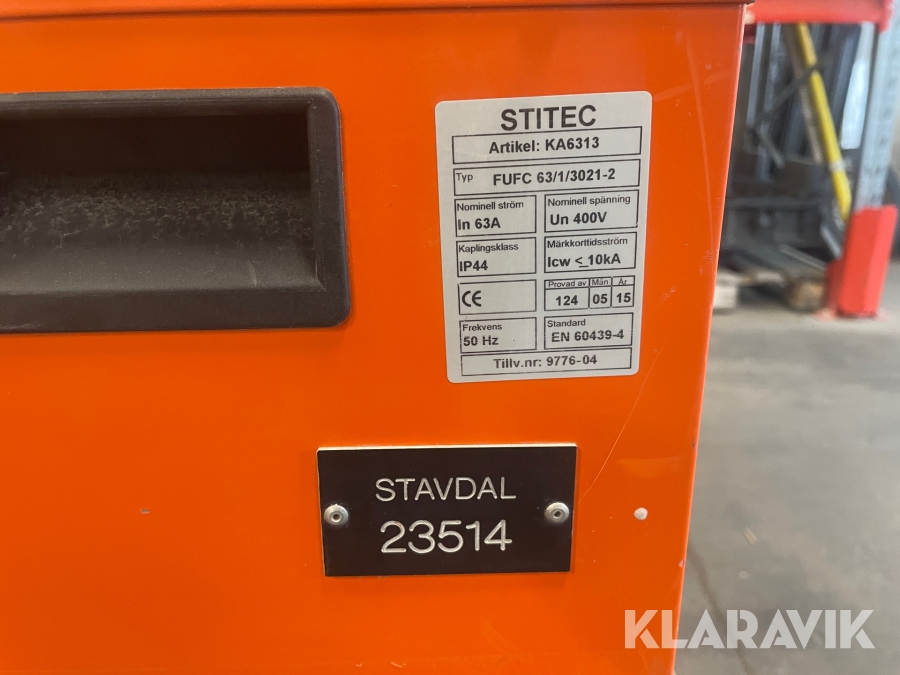 STITEC
Artikel: KA6313
Typ FUFC 63/1/3021-2
Nominell ström Nominell spänning
In 63A Un 400V
Kaplingsklass Märkkorttidsström
IP44 Icw ≤ 10kA
CE Provad av Mån År
124 05 15
Frekvens Standard
50 Hz EN 60439-4
Tillv.nr: 9776-04
STAVDAL
23514
KLARAVIK